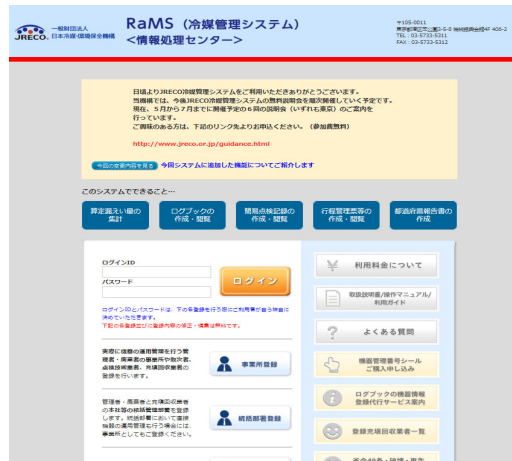 一般財団法人
JRECO. 日本冷媒・環境保全機構
RaMS（冷媒管理システム）
<情報処理センター>
〒105-0011
TEL : 03-5733-5311
FAX : 03-5733-5312
日頃よりJRECO冷媒管理システムをご利用いただきありが
とうございます。
当機構では、今後JRECO冷媒管理システムの無料説明会を順次開催していく予定です。
現在、５月から７月までに開催予定の６回の説明会（いずれも東京）のご案内を
行っています。
ご興味のある方は、下記のリンク先よりお申込ください。（参加費無料）
http://www.jreco.or.jp/guidance.html
今回の変更内容を見る
今回システムに追加した機能についてご紹介します
このシステムでできること…
算定漏えい量の
集計
ログブックの
作成・閲覧
簡易点検記録の
作成・閲覧
行程管理票等の
作成・閲覧
都道府県報告書の
作成
ログインID
パスワード
ログイン
ログインIDとパスワードは、下の各登録を行う際にご利用者が自ら神自に
決めていただきます。
下記の各登録並びに登録内容の修正・検索は無料です。
実際に機器の運用管理を行う管
理者・廃棄者の事業所や取次者、
点検技術業者、充填回収業者の
登録を行います。
事業所登録
管理者・廃棄者と充填回収業者
の本社等の統括管理部署を登録
します。統括部署において直接
機器の運用管理も行う場合には、
事業所としてもご登録ください。
統括部署登録
利用料金について
取扱説明書/操作マニュアル/
利用ガイド
よくある質問
機器管理番号シール
ご購入申し込み
ログブックの機器情報
登録代行サービス案内
登録充填回収業者一覧